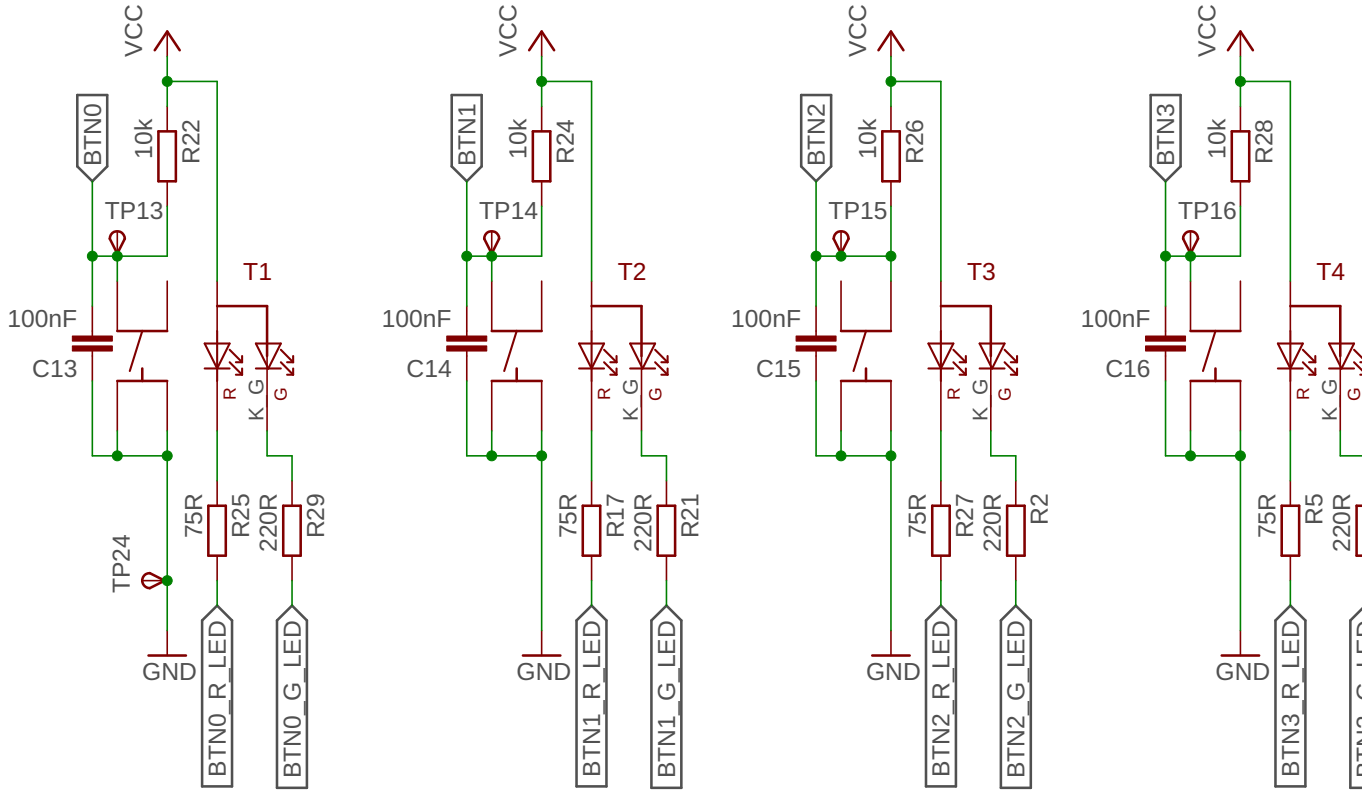 VCC
BTN0
10k
R22
TP13
T1
100nF
C13
R
K G
G
75R
R25
220R
R29
TP24
GND
BTN0_R_LED
BTN0_G_LED
VCC
BTN1
10k
R24
TP14
T2
100nF
C14
R
K G
G
75R
R17
220R
R21
GND
BTN1_R_LED
BTN1_G_LED
VCC
BTN2
10k
R26
TP15
T3
100nF
C15
R
K G
G
75R
R27
220R
R2
GND
BTN2_R_LED
BTN2_G_LED
VCC
BTN3
10k
R28
TP16
T4
100nF
C16
R
K G
G
75R
R5
220R
GND
BTN3_R_LED